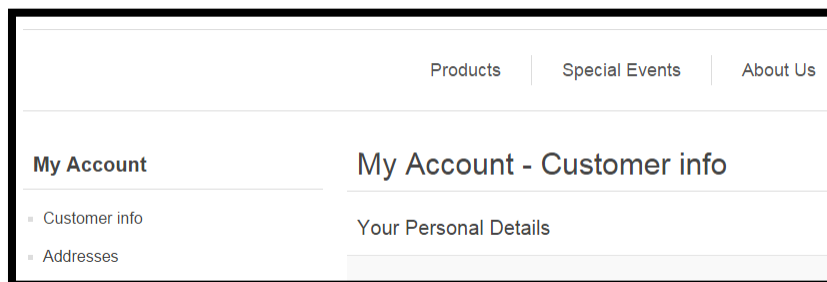 Products Special Events About Us
My Account
Customer info
Addresses
My Account - Customer info
Your Personal Details